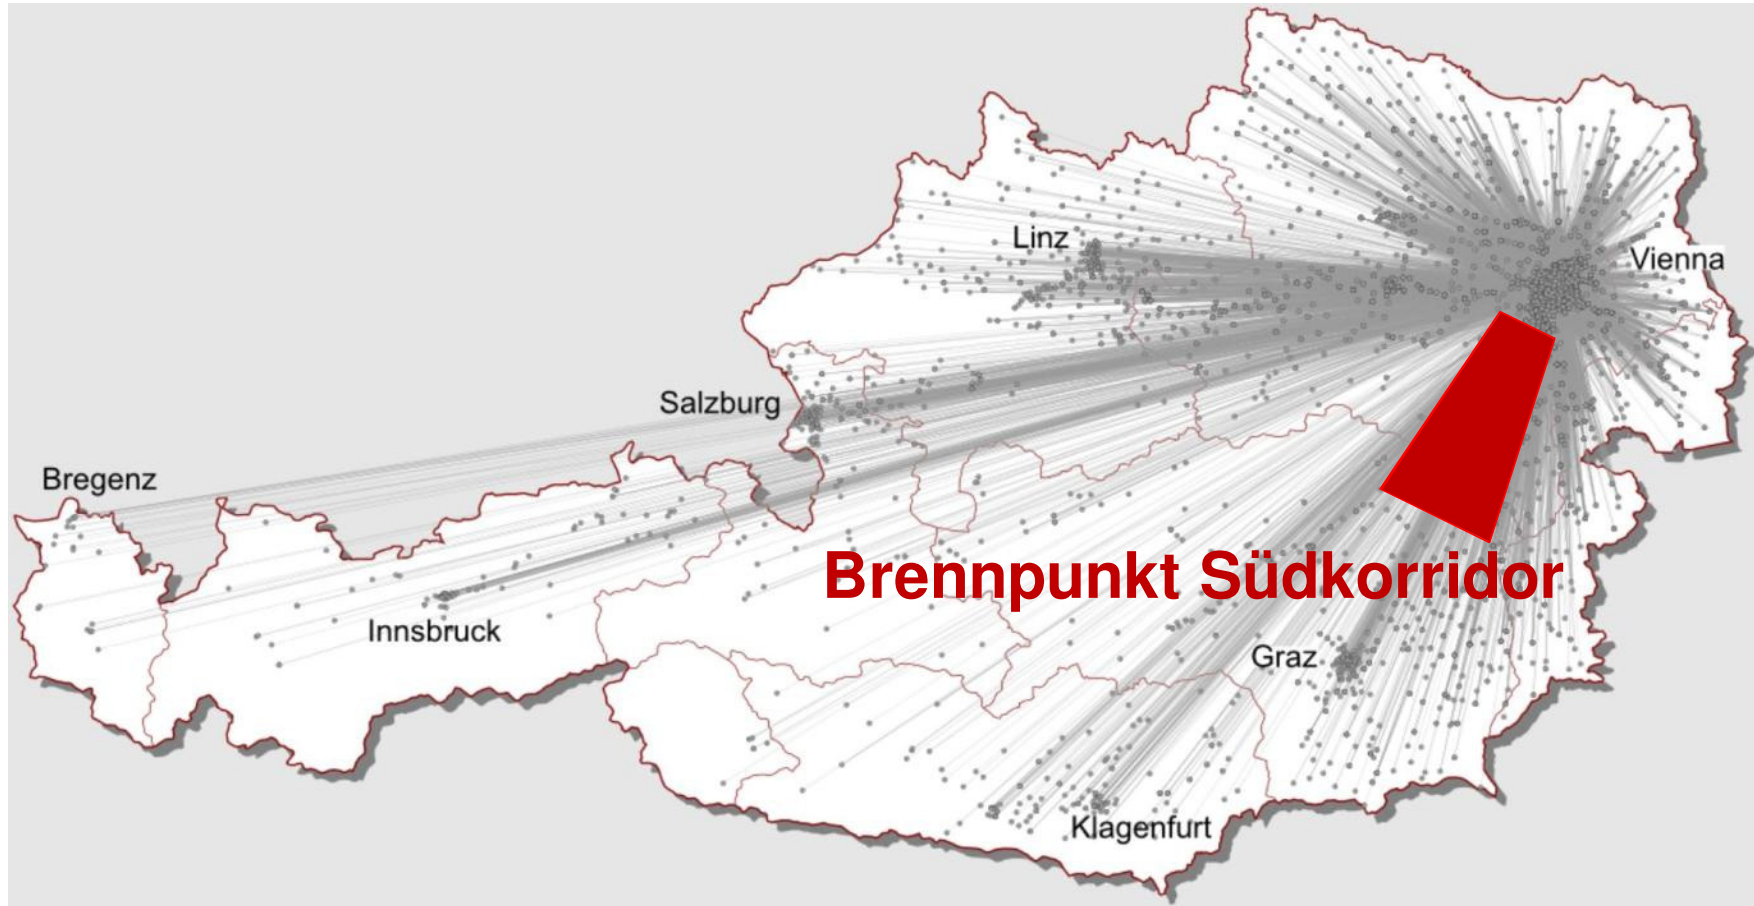 Linz
Vienna
Salzburg
Bregenz
Brennpunkt Südkorridor
Innsbruck
Graz
Klagenfurt